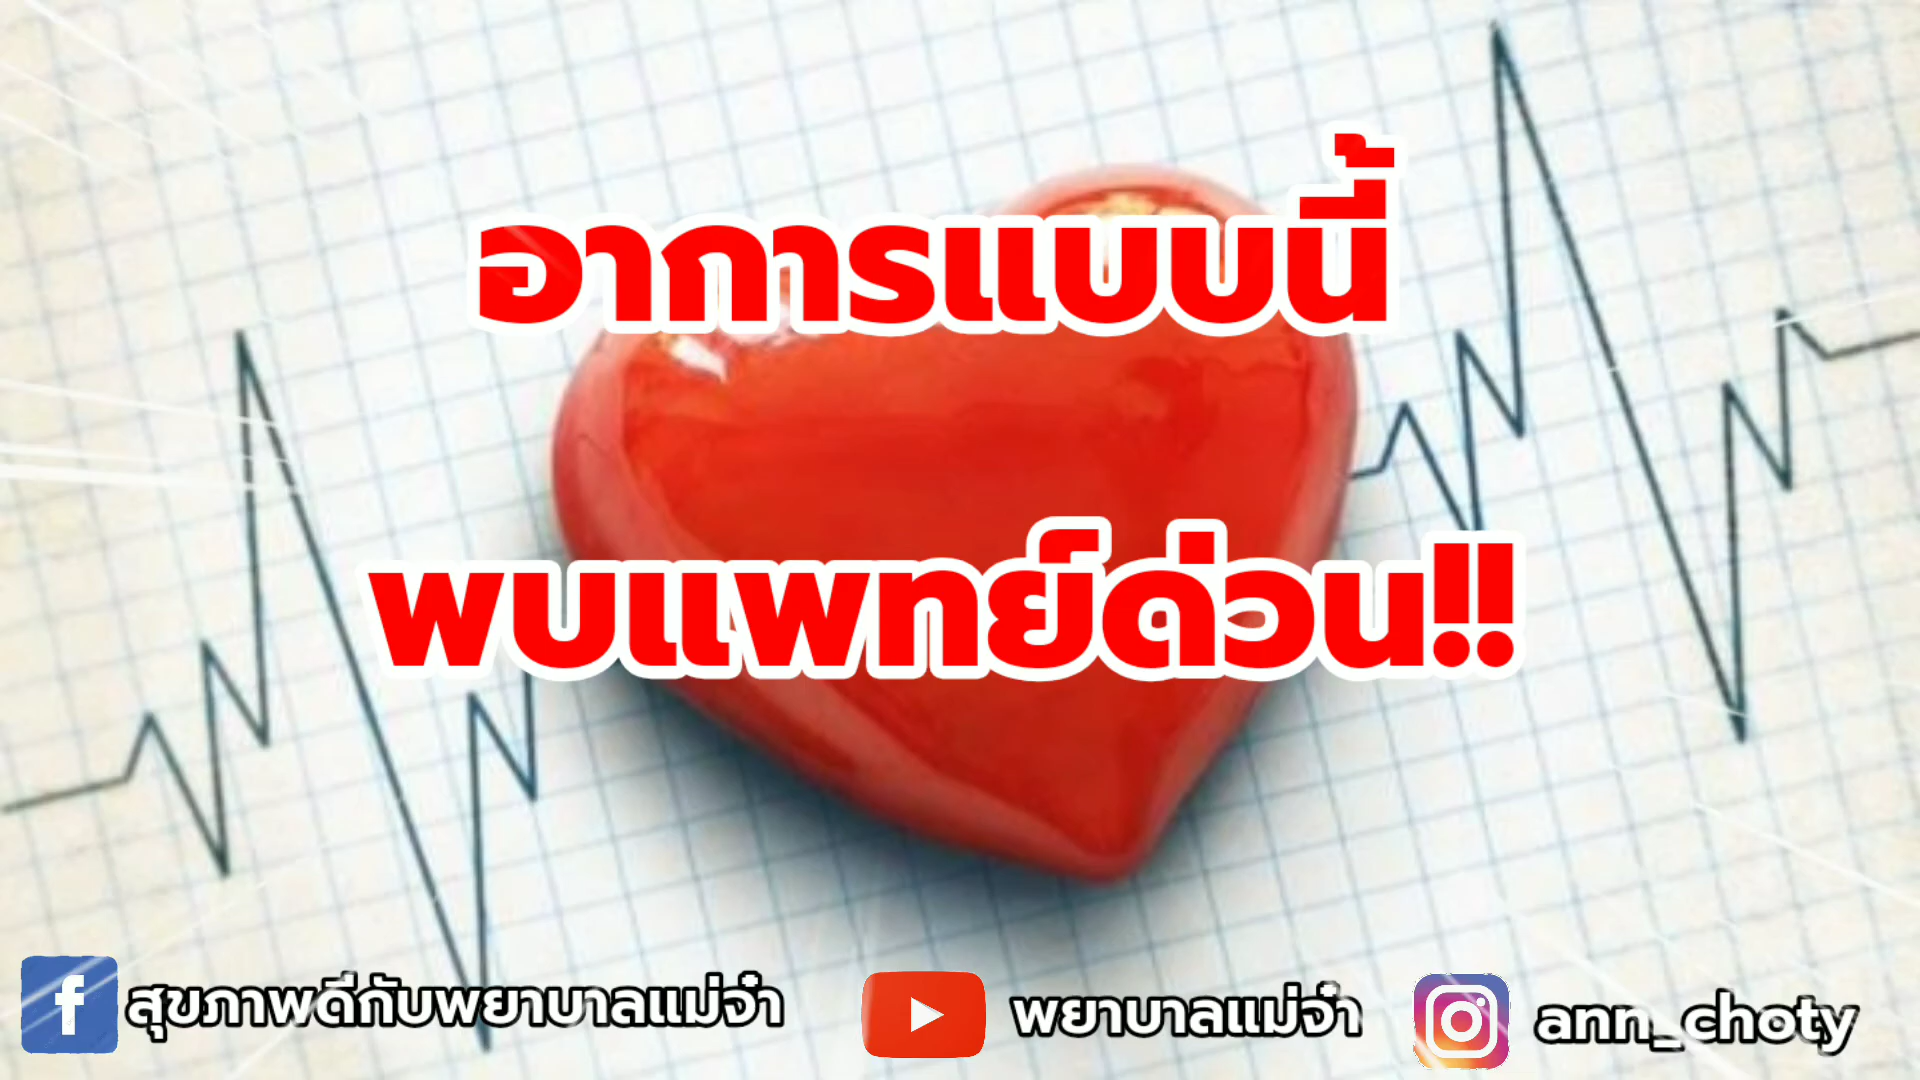 อาการแบบนี้
พบแพทย์ด่วน!!
สุขภาพดีกับพยาบาลแม่จ๋า
พยาบาลแม่จ๋า
ann_choty